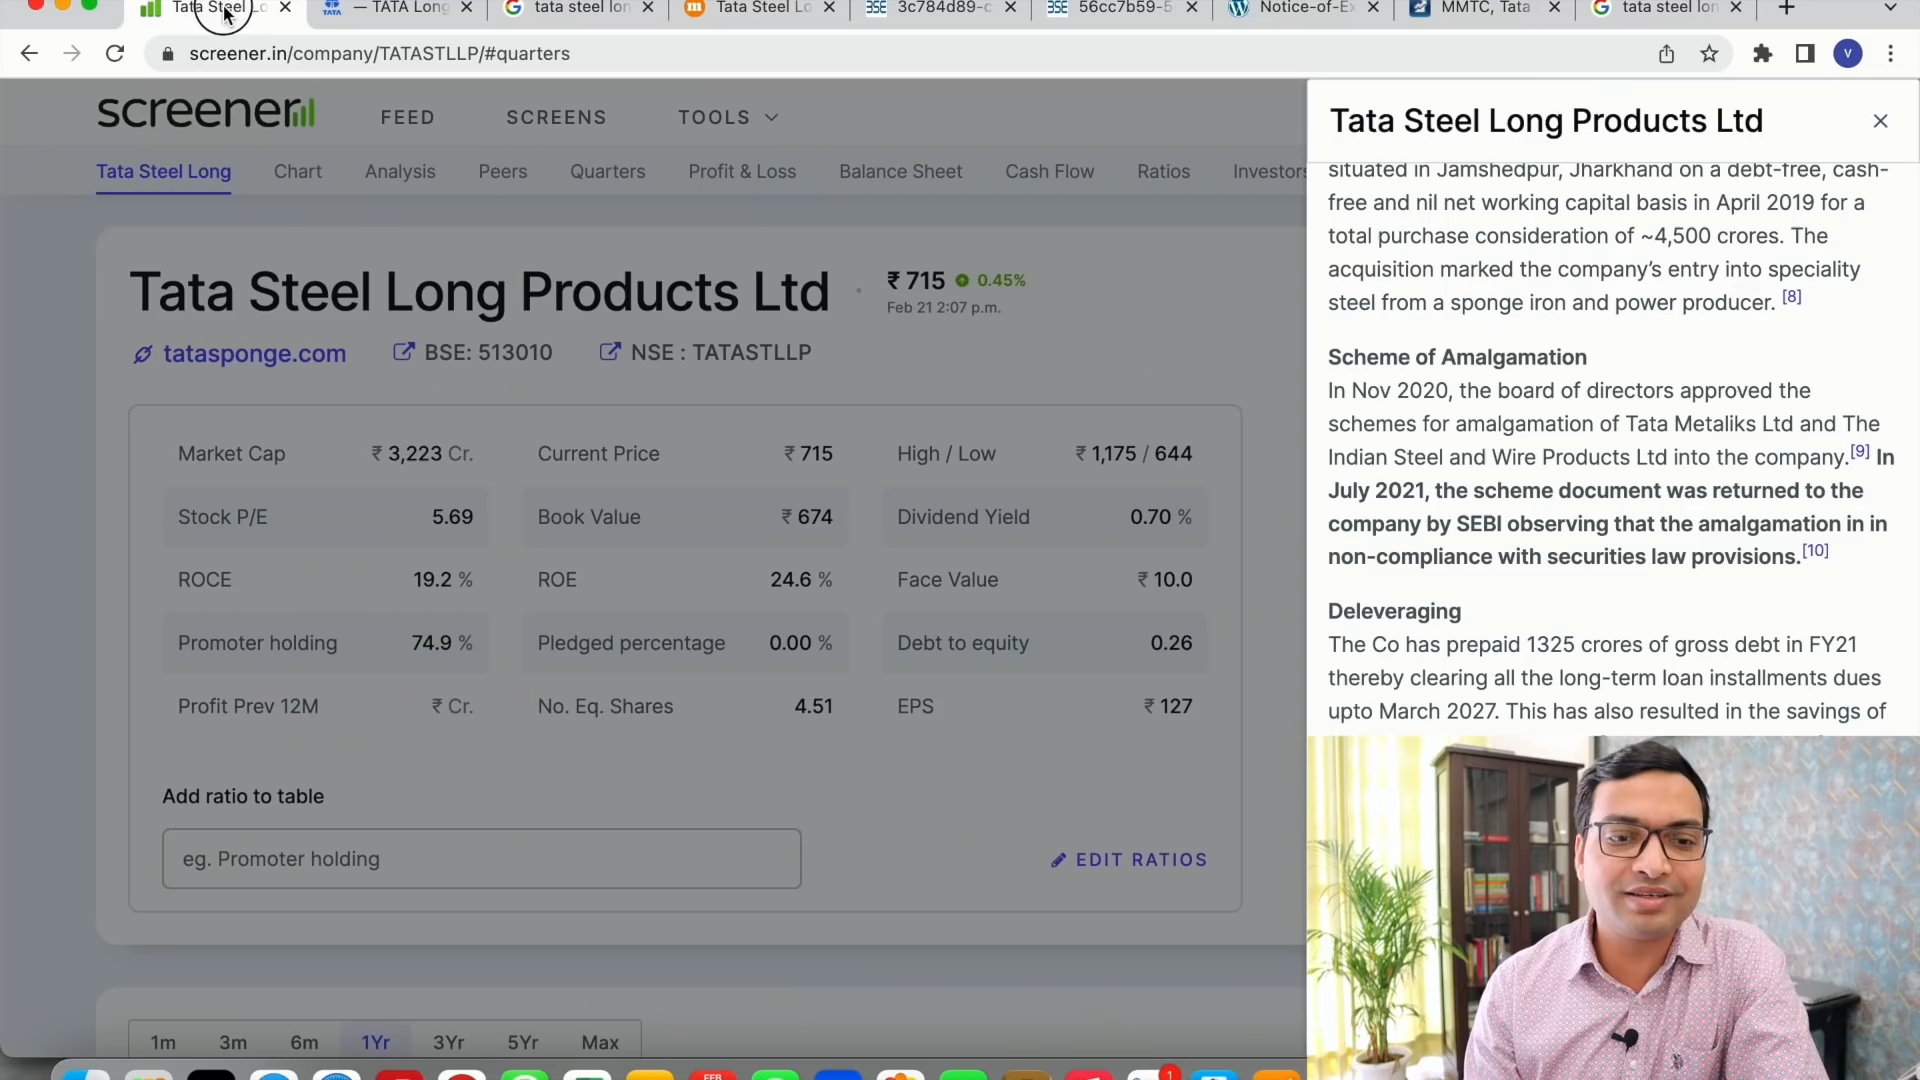 Tata Steel Lo
— TATA Long
tata steel lon
Tata Steel Lo
BSE 3c784d89-c
BSE 56cc7b59-5
Notice-of-Ex
MMTC, Tata
tata steel lon
screener.in/company/TATASTLLP/#quarters
V
screener
FEED
SCREENS
TOOLS
Tata Steel Long
Chart
Analysis
Peers
Quarters
Profit & Loss
Balance Sheet
Cash Flow
Ratios
Investors
Tata Steel Long Products Ltd
₹ 715 0.45%
Feb 21 2:07 p.m.
tatasponge.com
BSE: 513010
NSE : TATASTLLP
Market Cap ₹ 3,223 Cr.
Current Price ₹ 715
High / Low ₹ 1,175 / 644
Stock P/E 5.69
Book Value ₹ 674
Dividend Yield 0.70 %
ROCE 19.2 %
ROE 24.6 %
Face Value ₹ 10.0
Promoter holding 74.9 %
Pledged percentage 0.00 %
Debt to equity 0.26
Profit Prev 12M ₹ Cr.
No. Eq. Shares 4.51
EPS ₹ 127
Add ratio to table
eg. Promoter holding
EDIT RATIOS
1m
3m
6m
1Yr
3Yr
5Yr
Max
Tata Steel Long Products Ltd
situated in Jamshedpur, Jharkhand on a debt-free, cash-
free and nil net working capital basis in April 2019 for a
total purchase consideration of ~4,500 crores. The
acquisition marked the company's entry into speciality
steel from a sponge iron and power producer. [8]
Scheme of Amalgamation
In Nov 2020, the board of directors approved the
schemes for amalgamation of Tata Metaliks Ltd and The
Indian Steel and Wire Products Ltd into the company.[9] In
July 2021, the scheme document was returned to the
company by SEBI observing that the amalgamation in in
non-compliance with securities law provisions.[10]
Deleveraging
The Co has prepaid 1325 crores of gross debt in FY21
thereby clearing all the long-term loan installments dues
upto March 2027. This has also resulted in the savings of
FEB
1